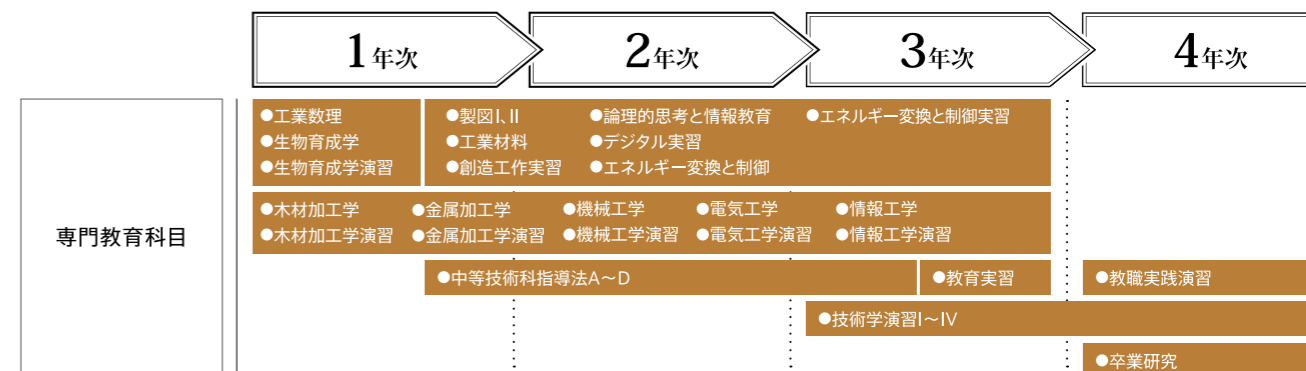 1年次 2年次 3年次 4年次
専門教育科目
●工業数理 ●製図I、II ●論理的思考と情報教育 ●エネルギー変換と制御実習
●生物育成学 ●工業材料 ●デジタル実習
●生物育成学演習 ●創造工作実習 ●エネルギー変換と制御
●木材加工学 ●金属加工学 ●機械工学 ●電気工学 ●情報工学
●木材加工学演習 ●金属加工学演習 ●機械工学演習 ●電気工学演習 ●情報工学演習
●中等技術科指導法A〜D ●教育実習 ●教職実践演習
●技術学演習I〜IV
●卒業研究